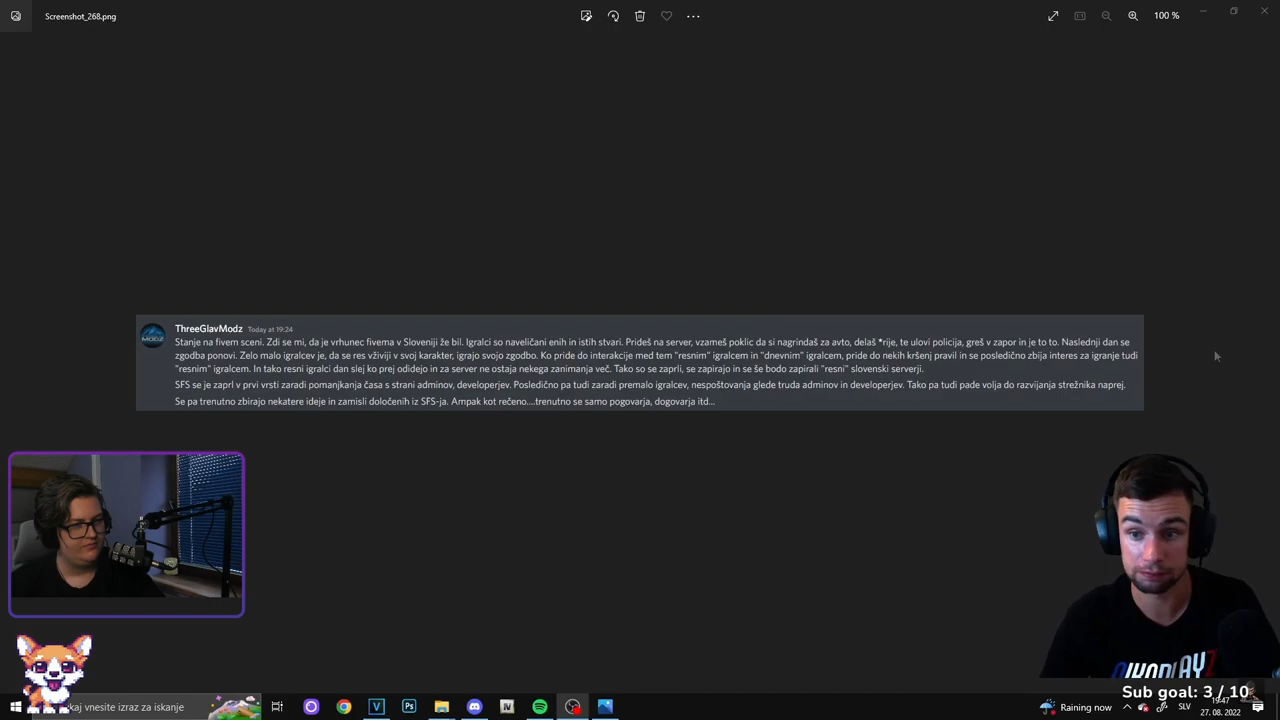 Screenshot_268.png
100 %
ThreeGlavModz Today at 19:24
Stanje na fivem sceni. Zdi se mi, da je vrhunec fivema v Sloveniji že bil. Igralci so naveličani enih in istih stvari. Prideš na server, vzameš poklic da si nagrindaš za avto, delaš *rije, te ulovi policija, greš v zapor in je to to. Naslednji dan se
zgodba ponovi. Zelo malo igralcev je, da se res vživiji v svoj karakter, igrajo svojo zgodbo. Ko pride do interakcije med tem "resnim" igralcem in "dnevnim" igralcem, pride do nekih kršenj pravil in se posledično zbija interes za igranje tudi
"resnim" igralcem. In tako resni igralci dan slej ko prej odidejo in za server ne ostaja nekega zanimanja več. Tako so se zaprli, se zapirajo in se še bodo zapirali "resni" slovenski serverji.
SFS se je zaprl v prvi vrsti zaradi pomanjkanja časa s strani adminov, developerjev. Posledično pa tudi zaradi premalo igralcev, nespoštovanja glede truda adminov in developerjev. Tako pa tudi pade volja do razvijanja strežnika naprej.
Se pa trenutno zbirajo nekatere ideje in zamisli določenih iz SFS-ja. Ampak kot rečeno....trenutno se samo pogovarja, dogovarja itd...
MODZ
Sub goal: 3 / 10
kaj vnesite izraz za iskanje
Raining now
SLV
19:47
27. 08. 2022